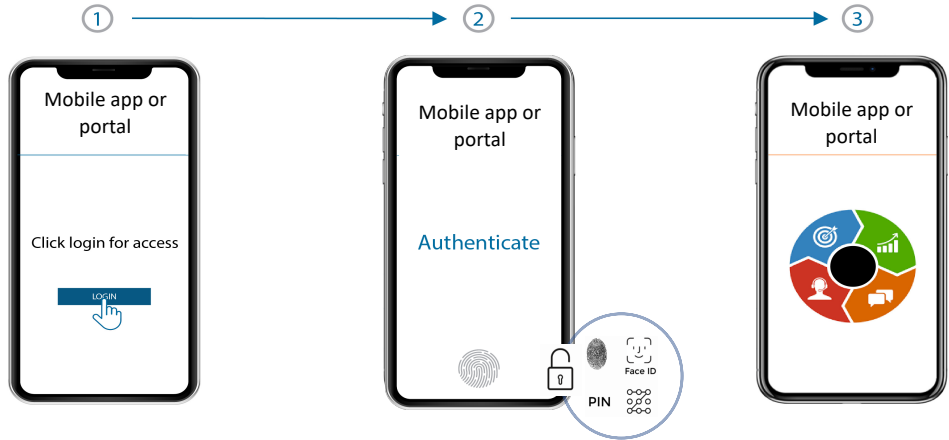 1
2
3
Mobile app or
portal
Click login for access
LOGIN
Mobile app or
portal
Authenticate
Face ID
PIN
Mobile app or
portal